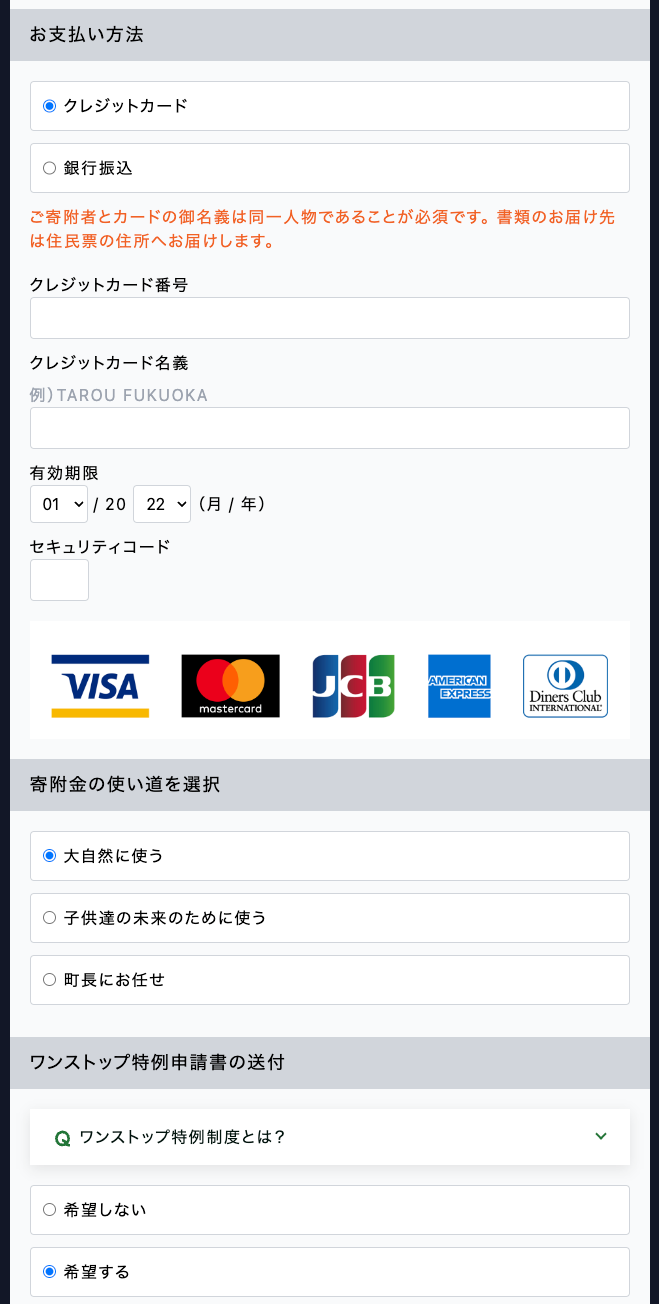 お支払い方法
クレジットカード
銀行振込
ご寄附者とカードの御名義は同一人物であることが必須です。書類のお届け先
は住民票の住所へお届けします。
クレジットカード番号
クレジットカード名義
例）TAROU FUKUOKA
有効期限
01 / 20 22 （月 / 年）
セキュリティコード
VISA mastercard JCB AMERICAN EXPRESS Diners Club INTERNATIONAL
寄附金の使い道を選択
大自然に使う
子供達の未来のために使う
町長にお任せ
ワンストップ特例申請書の送付
Q ワンストップ特例制度とは？
希望しない
希望する